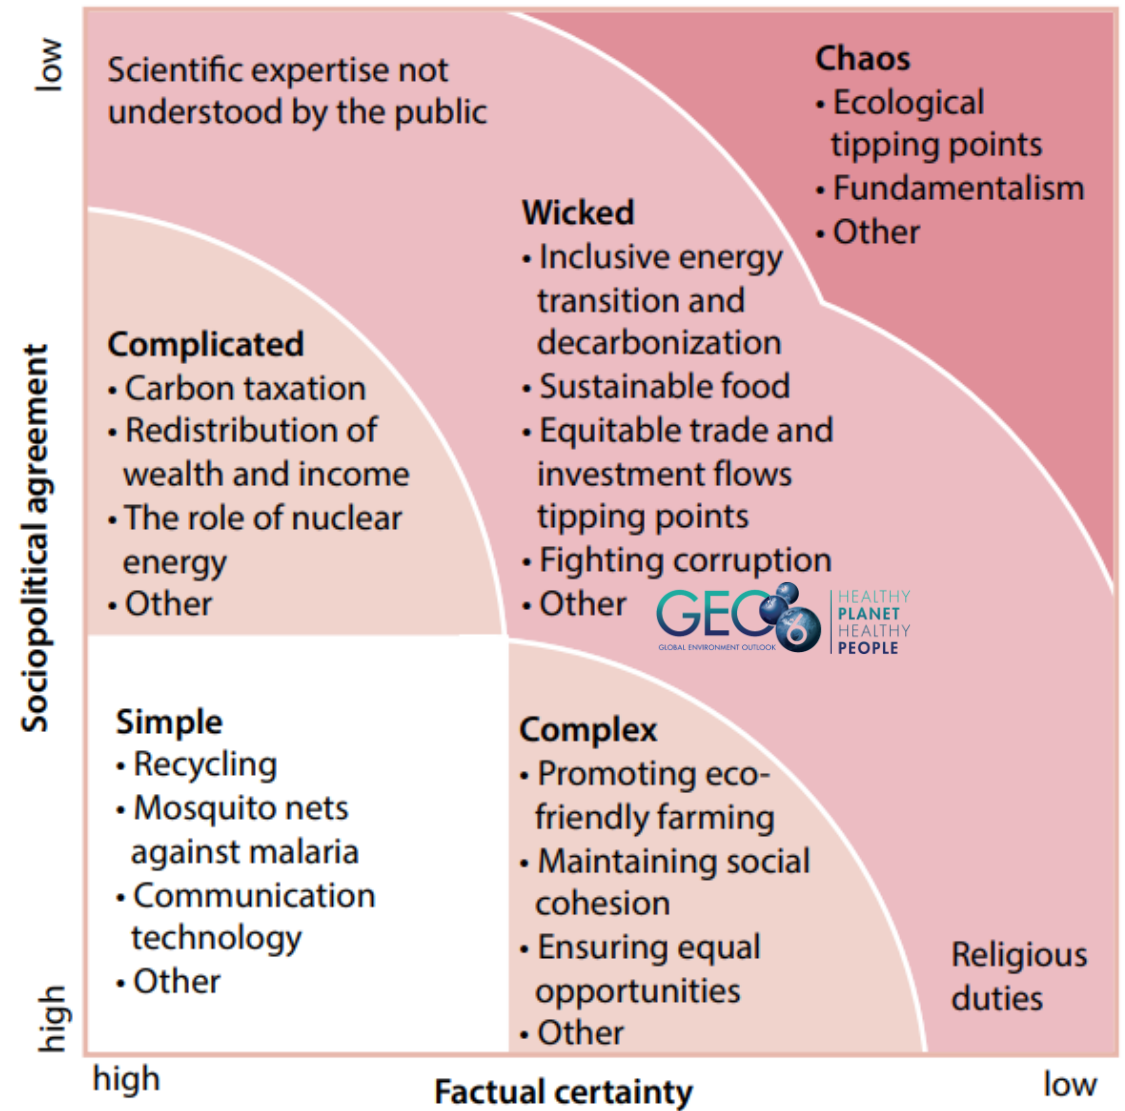 low
Scientific expertise not
understood by the public
Chaos
• Ecological
tipping points
• Fundamentalism
• Other
Wicked
• Inclusive energy
transition and
decarbonization
• Sustainable food
• Equitable trade and
investment flows
tipping points
• Fighting corruption
• Other
GEO 6
GLOBAL ENVIRONMENT OUTLOOK
HEALTHY
PLANET
HEALTHY
PEOPLE
Complicated
• Carbon taxation
• Redistribution of
wealth and income
• The role of nuclear
energy
• Other
Sociopolitical agreement
Simple
• Recycling
• Mosquito nets
against malaria
• Communication
technology
• Other
Complex
• Promoting eco-
friendly farming
• Maintaining social
cohesion
• Ensuring equal
opportunities
• Other
Religious
duties
high
high
Factual certainty
low